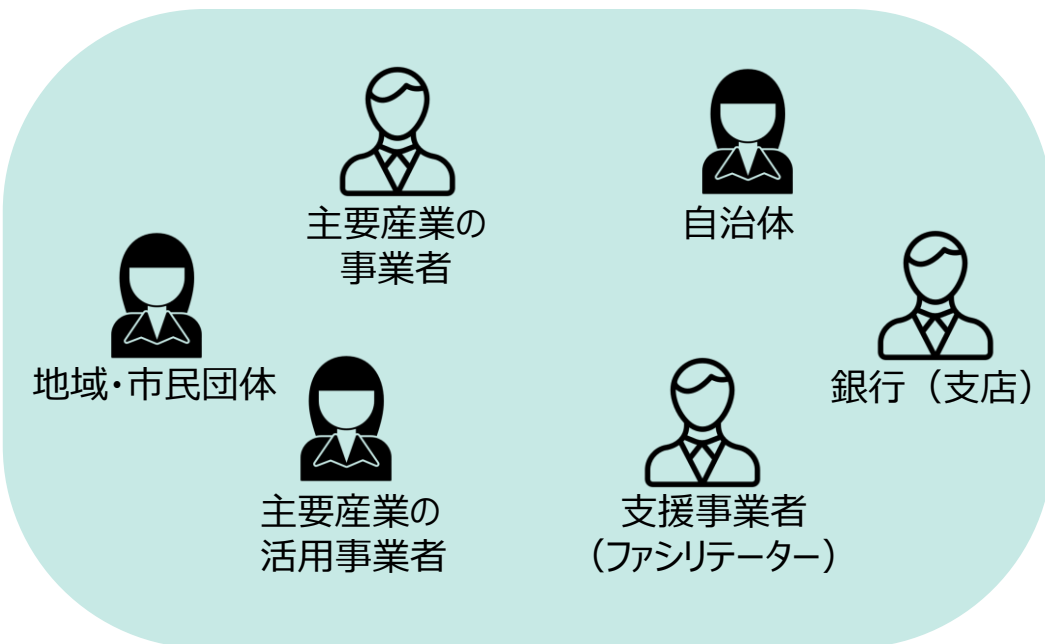 主要産業の
事業者
自治体
地域・市民団体
銀行（支店）
主要産業の
活用事業者
支援事業者
（ファシリテーター）